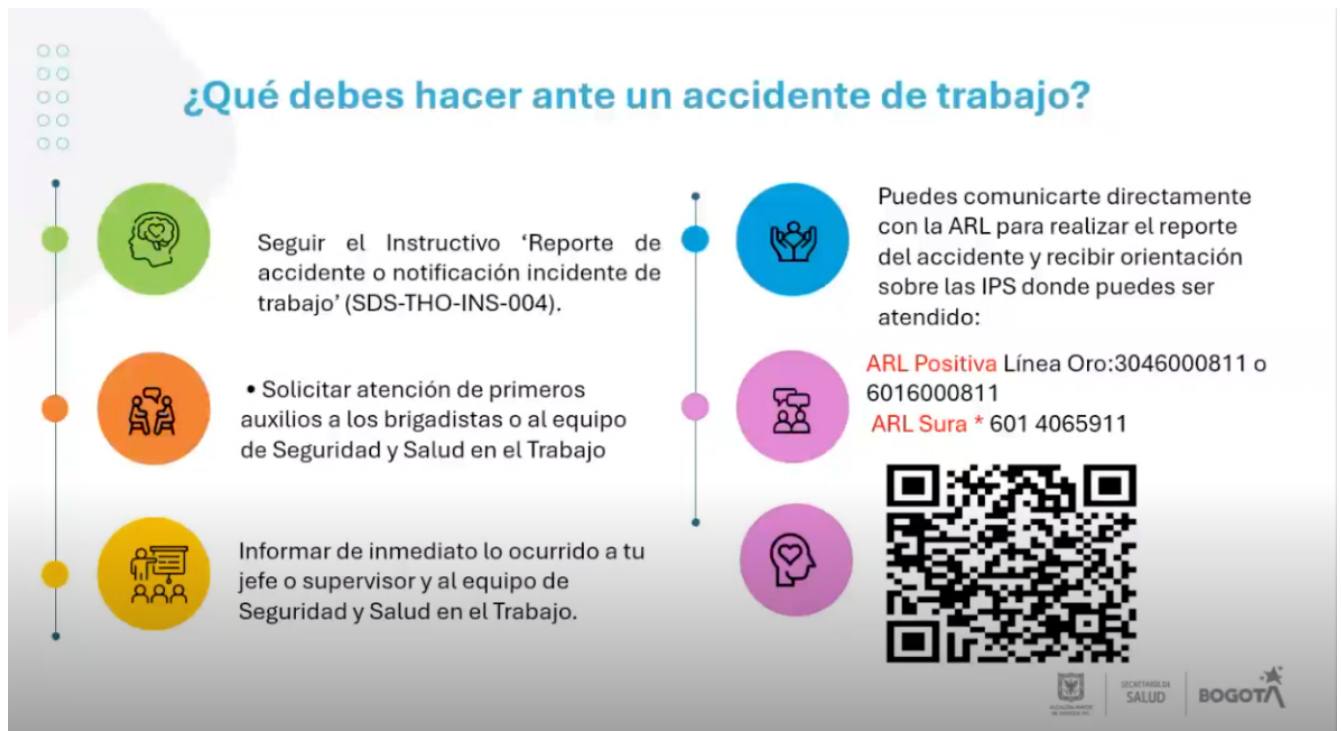 ¿Qué debes hacer ante un accidente de trabajo?
Seguir el Instructivo ‘Reporte de
accidente o notificación incidente de
trabajo’ (SDS-THO-INS-004).
• Solicitar atención de primeros
auxilios a los brigadistas o al equipo
de Seguridad y Salud en el Trabajo
Informar de inmediato lo ocurrido a tu
jefe o supervisor y al equipo de
Seguridad y Salud en el Trabajo.
Puedes comunicarte directamente
con la ARL para realizar el reporte
del accidente y recibir orientación
sobre las IPS donde puedes ser
atendido:
ARL Positiva Línea Oro:3046000811 o
6016000811
ARL Sura * 601 4065911
SECRETARÍA DE
SALUD
BOGOTÁ